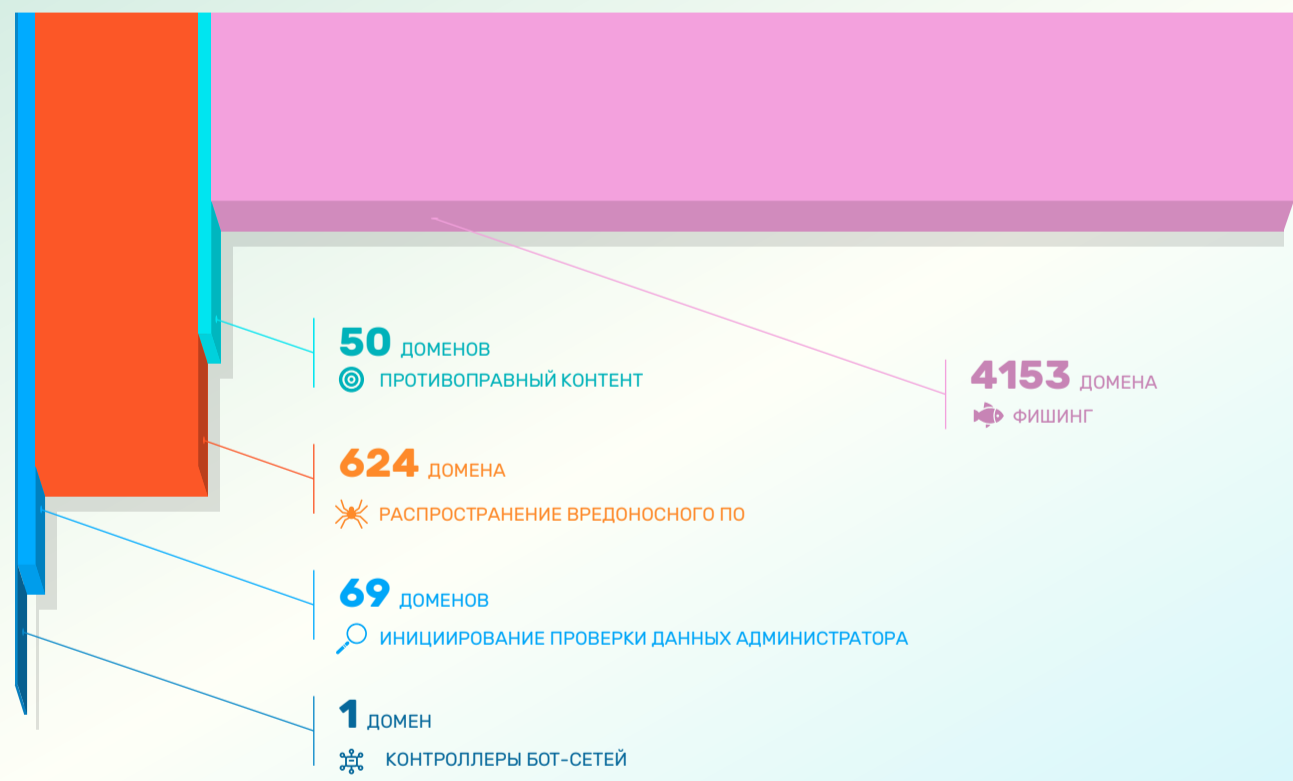 50 ДОМЕНОВ
ПРОТИВОПРАВНЫЙ КОНТЕНТ
4153 ДОМЕНА
ФИШИНГ
624 ДОМЕНА
РАСПРОСТРАНЕНИЕ ВРЕДОНОСНОГО ПО
69 ДОМЕНОВ
ИНИЦИИРОВАНИЕ ПРОВЕРКИ ДАННЫХ АДМИНИСТРАТОРА
1 ДОМЕН
КОНТРОЛЛЕРЫ БОТ-СЕТЕЙ